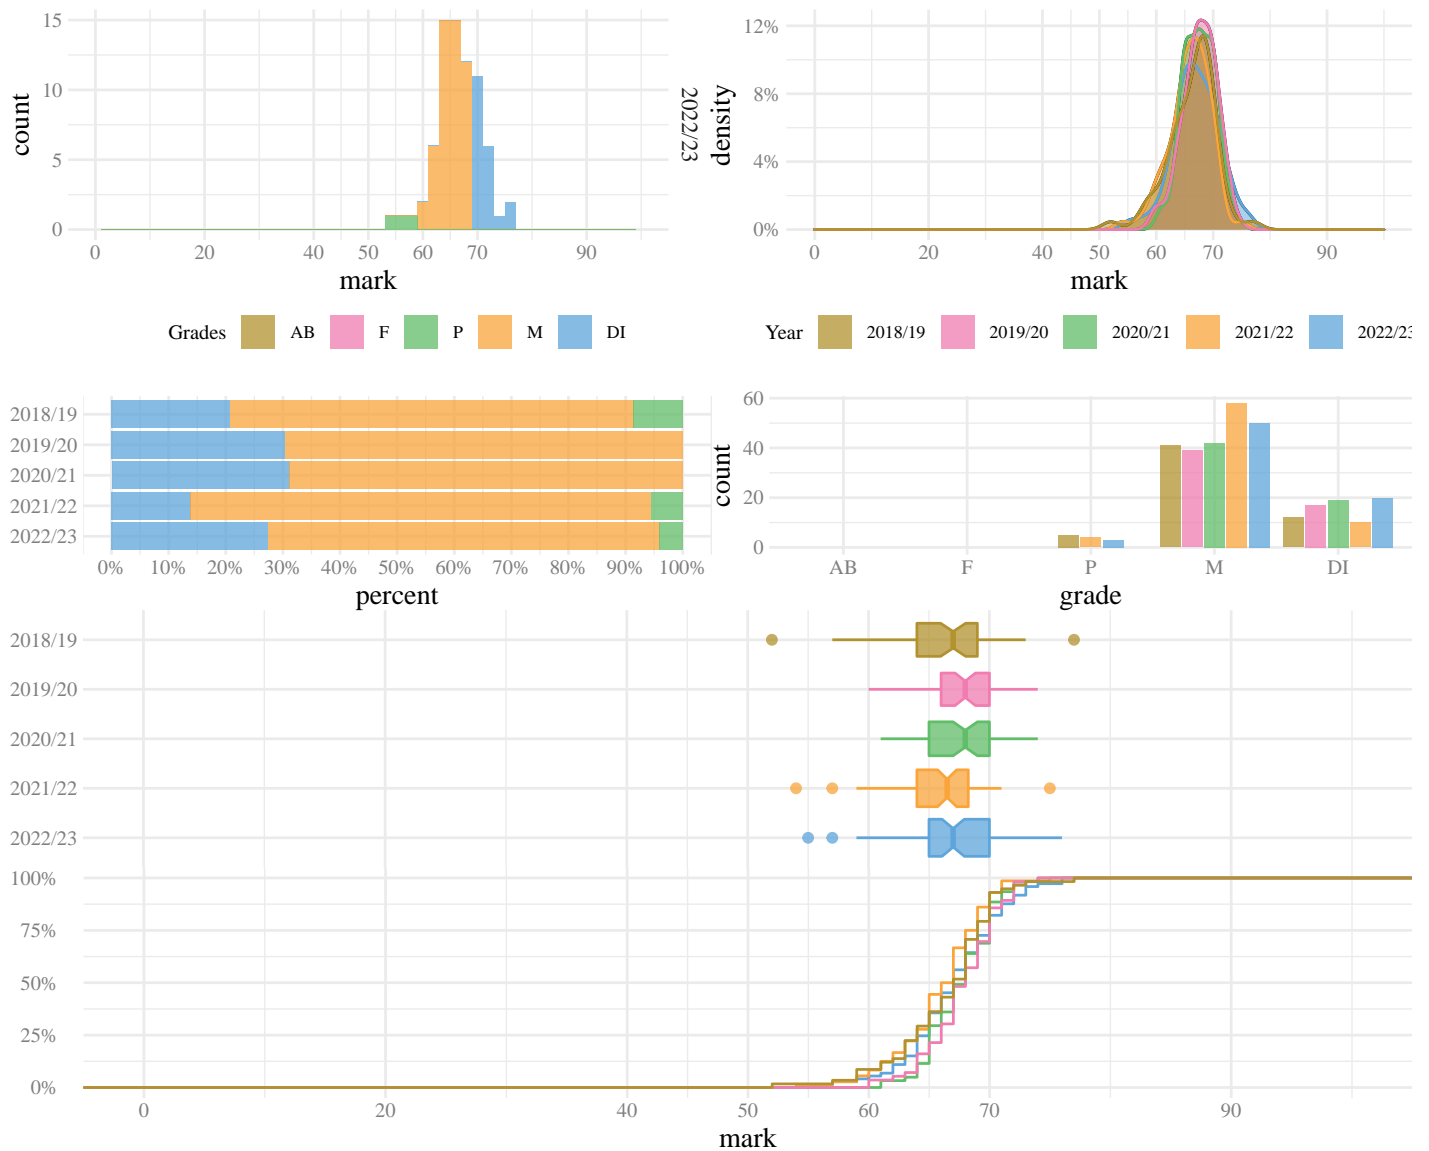 15
10
5
0
count
0 20 40 50 60 70 90
mark
2022/23
Grades AB F P M DI
12%
8%
4%
0%
density
0 20 40 50 60 70 90
mark
Year 2018/19 2019/20 2020/21 2021/22 2022/23
2018/19
2019/20
2020/21
2021/22
2022/23
0% 10% 20% 30% 40% 50% 60% 70% 80% 90% 100%
percent
60
40
20
0
count
AB F P M DI
grade
2018/19
2019/20
2020/21
2021/22
2022/23
100%
75%
50%
25%
0%
0 20 40 50 60 70 90
mark